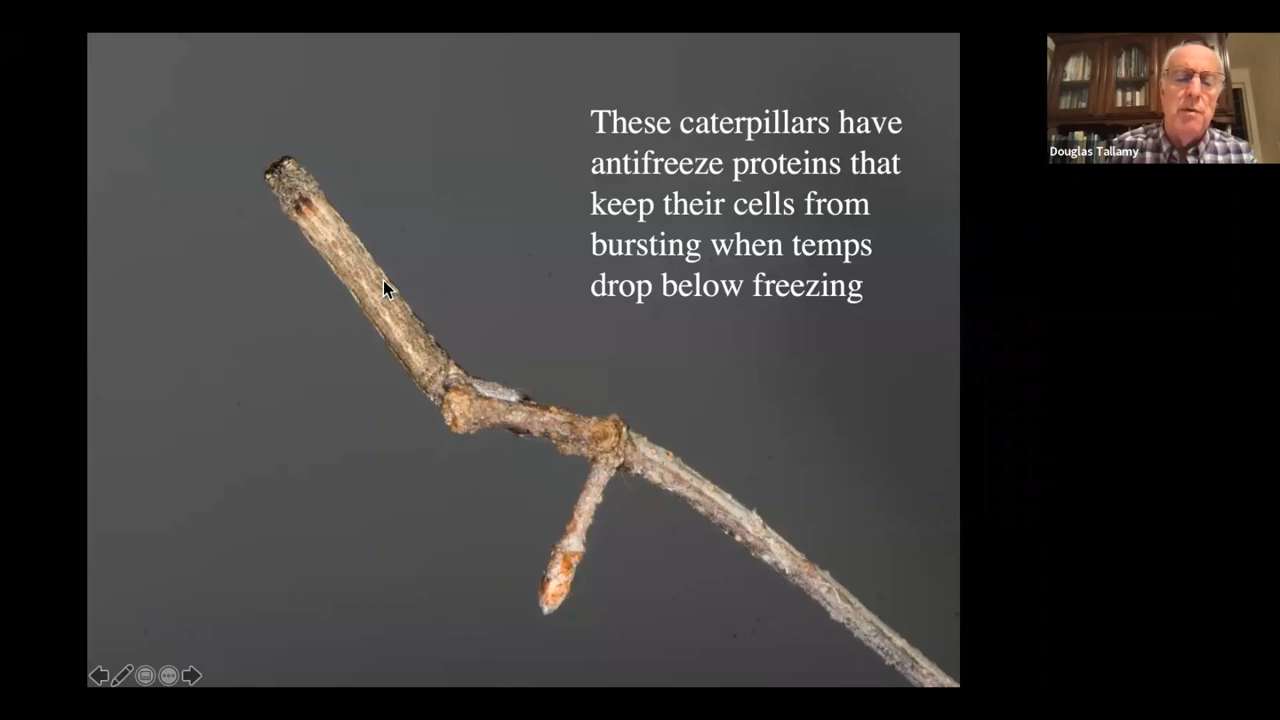 These caterpillars have
antifreeze proteins that
keep their cells from
bursting when temps
drop below freezing
Douglas Tallamy